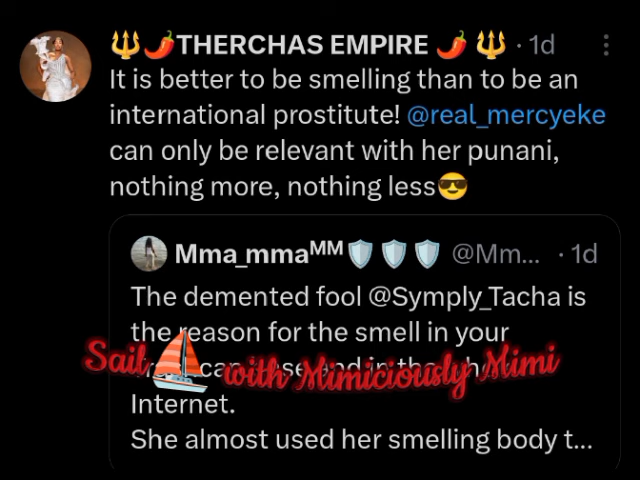 🔱🌶️THERCHAS EMPIRE 🌶️ 🔱 · 1d
It is better to be smelling than to be an
international prostitute! @real_mercyeke
can only be relevant with her punani,
nothing more, nothing less😎
Mma_mmaᴹᴹ🛡️🛡️🛡️ @Mm... · 1d
The demented fool @Symply_Tacha is
the reason for the smell in your
Sail ⛵ with Mimiciously Mimi
Internet.
She almost used her smelling body t...